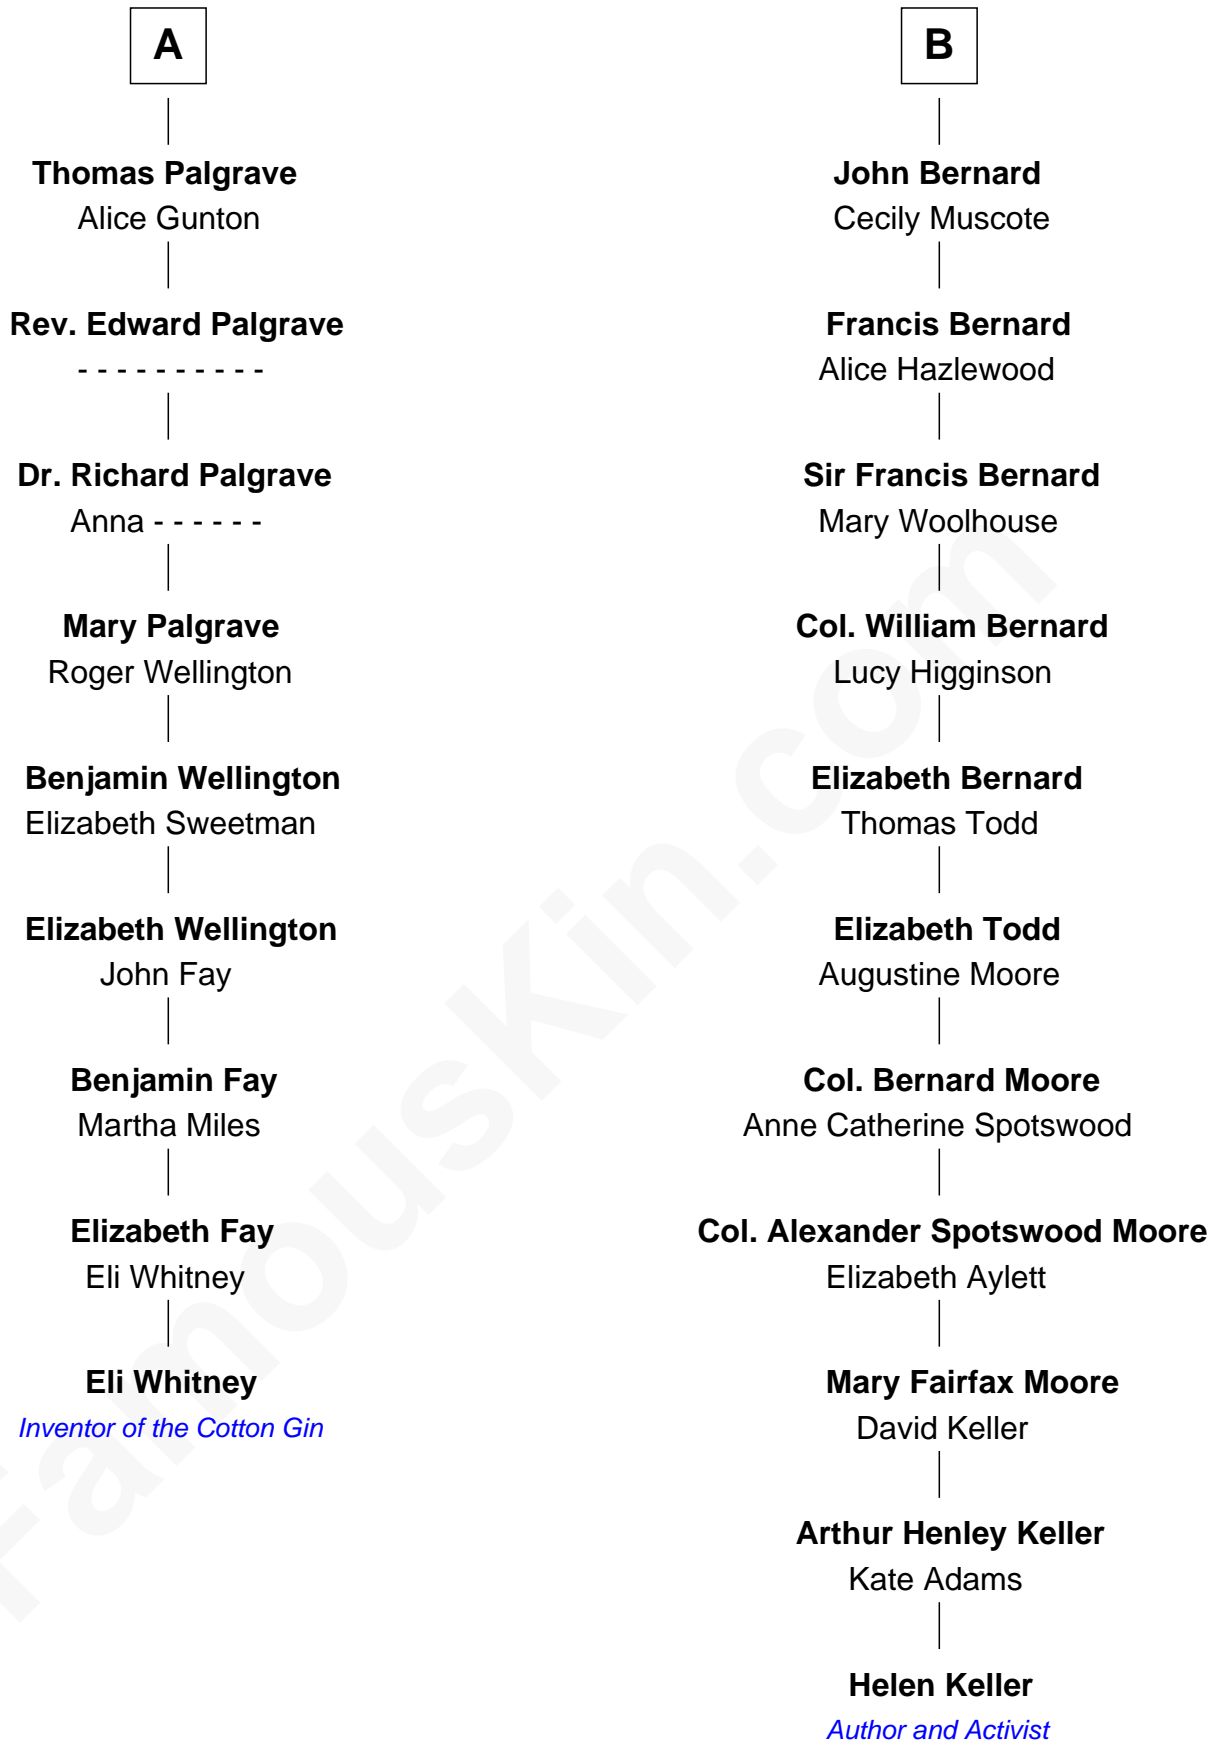 A
Thomas Palgrave
Alice Gunton
Rev. Edward Palgrave
- - - - - - - - - -
Dr. Richard Palgrave
Anna - - - - - -
Mary Palgrave
Roger Wellington
Benjamin Wellington
Elizabeth Sweetman
Elizabeth Wellington
John Fay
Benjamin Fay
Martha Miles
Elizabeth Fay
Eli Whitney
Eli Whitney
Inventor of the Cotton Gin
B
John Bernard
Cecily Muscote
Francis Bernard
Alice Hazlewood
Sir Francis Bernard
Mary Woolhouse
Col. William Bernard
Lucy Higginson
Elizabeth Bernard
Thomas Todd
Elizabeth Todd
Augustine Moore
Col. Bernard Moore
Anne Catherine Spotswood
Col. Alexander Spotswood Moore
Elizabeth Aylett
Mary Fairfax Moore
David Keller
Arthur Henley Keller
Kate Adams
Helen Keller
Author and Activist
FamousKin.com